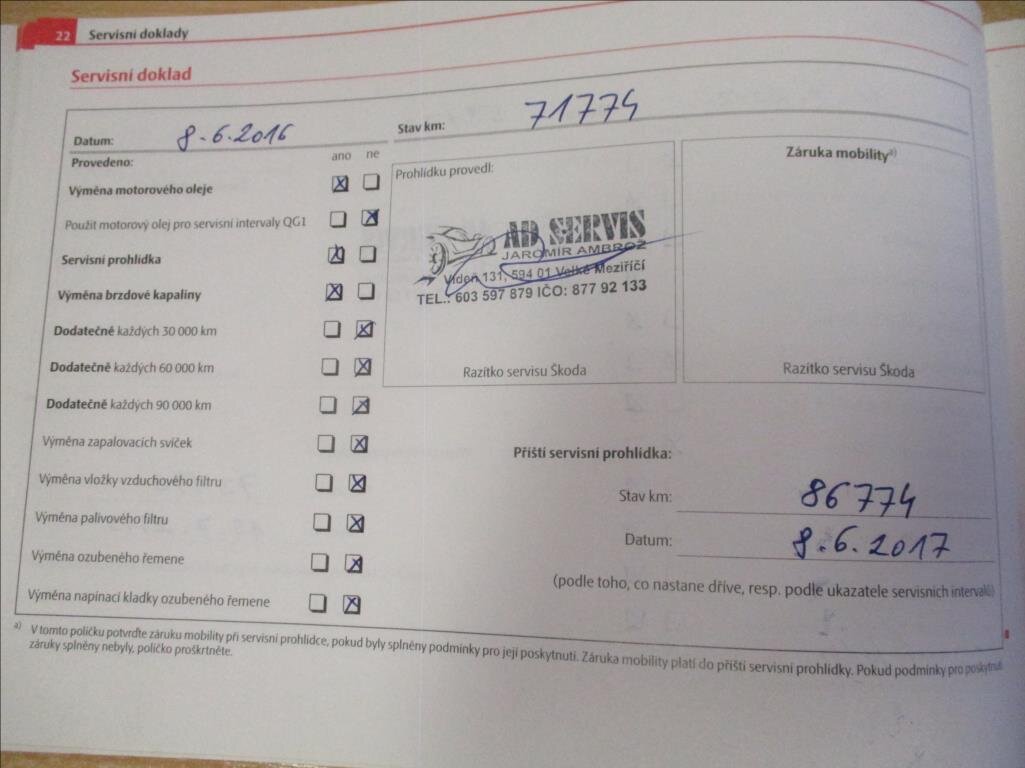 22 Servisní doklady
Servisní doklad
Datum: 8.6.2016 Stav km: 71774
Provedeno: ano ne
Výměna motorového oleje
Použit motorový olej pro servisní intervaly QG1
Servisní prohlídka
Výměna brzdové kapaliny
Dodatečně každých 30 000 km
Dodatečně každých 60 000 km
Dodatečně každých 90 000 km
Výměna zapalovacích svíček
Výměna vložky vzduchového filtru
Výměna palivového filtru
Výměna ozubeného řemene
Výměna napínací kladky ozubeného řemene
Prohlídku provedl:
AD SERVIS
JAROMÍR AMBROŽ
Vídeň 131, 594 01 Velké Meziříčí
TEL.: 603 597 879 IČO: 877 92 133
Razítko servisu Škoda
Záruka mobility a)
Razítko servisu Škoda
Příští servisní prohlídka:
Stav km: 86774
Datum: 8.6.2017
(podle toho, co nastane dříve, resp. podle ukazatele servisních intervalů)
a) V tomto políčku potvrďte záruku mobility při servisní prohlídce, pokud byly splněny podmínky pro její poskytnutí. Záruka mobility platí do příští servisní prohlídky. Pokud podmínky pro poskytnutí
záruky splněny nebyly, políčko proškrtněte.